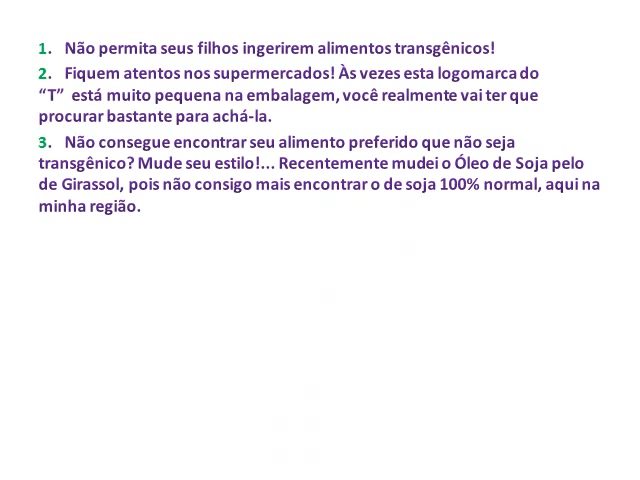 1. Não permita seus filhos ingerirem alimentos transgênicos!
2. Fiquem atentos nos supermercados! Às vezes esta logomarca do
“T” está muito pequena na embalagem, você realmente vai ter que
procurar bastante para achá-la.
3. Não consegue encontrar seu alimento preferido que não seja
transgênico? Mude seu estilo!... Recentemente mudei o Óleo de Soja pelo
de Girassol, pois não consigo mais encontrar o de soja 100% normal, aqui na
minha região.